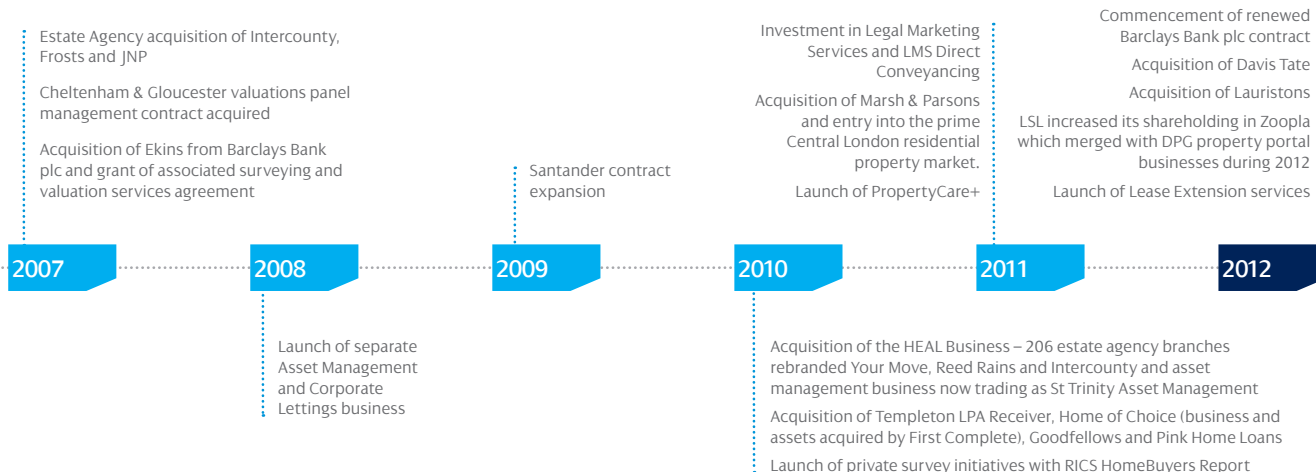 Estate Agency acquisition of Intercounty,
Frosts and JNP
Cheltenham & Gloucester valuations panel
management contract acquired
Acquisition of Ekins from Barclays Bank
plc and grant of associated surveying and
valuation services agreement
Santander contract
expansion
Investment in Legal Marketing
Services and LMS Direct
Conveyancing
Acquisition of Marsh & Parsons
and entry into the prime
Central London residential
property market.
Launch of PropertyCare+
Commencement of renewed
Barclays Bank plc contract
Acquisition of Davis Tate
Acquisition of Lauristons
LSL increased its shareholding in Zoopla
which merged with DPG property portal
businesses during 2012
Launch of Lease Extension services
2007
2008
2009
2010
2011
2012
Launch of separate
Asset Management
and Corporate
Lettings business
Acquisition of the HEAL Business – 206 estate agency branches
rebranded Your Move, Reed Rains and Intercounty and asset
management business now trading as St Trinity Asset Management
Acquisition of Templeton LPA Receiver, Home of Choice (business and
assets acquired by First Complete), Goodfellows and Pink Home Loans
Launch of private survey initiatives with RICS HomeBuyers Report